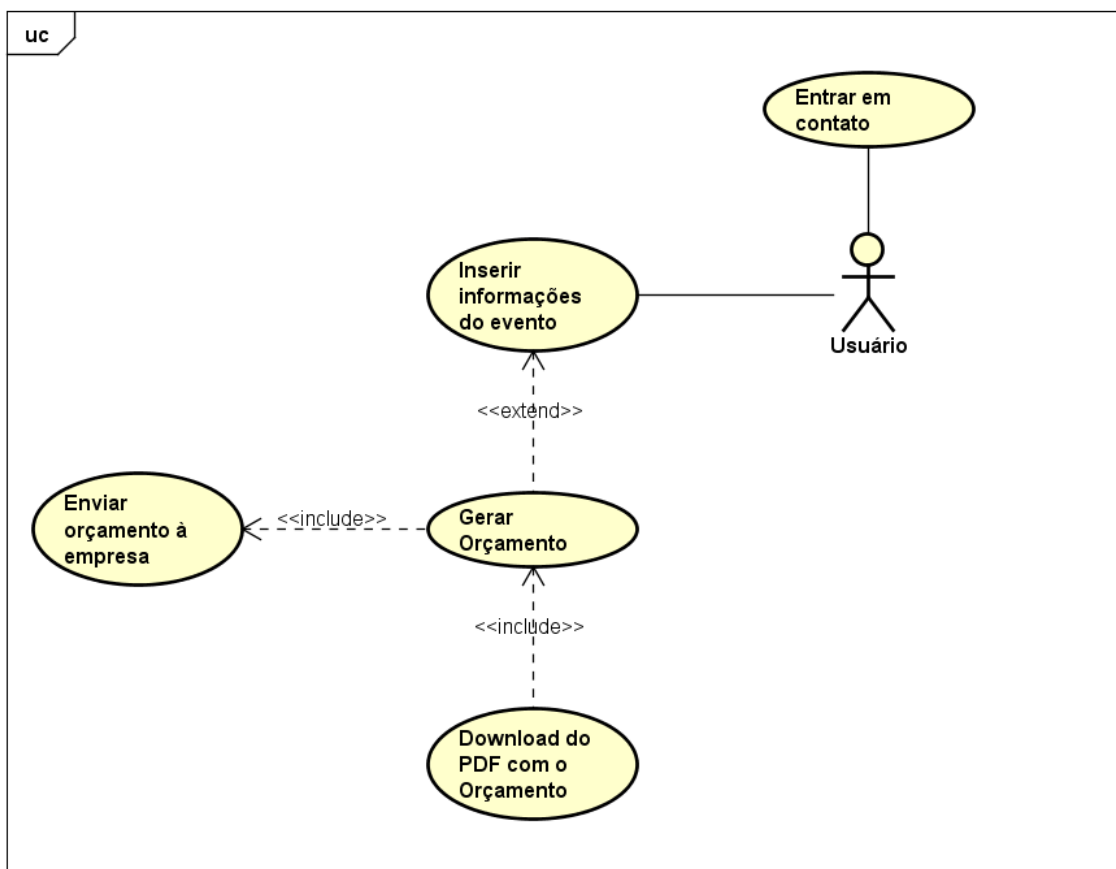 uc
Entrar em
contato
Inserir
informações
do evento
Usuário
<<extend>>
Enviar
orçamento à
empresa
<<include>>
Gerar
Orçamento
<<include>>
Download do
PDF com o
Orçamento